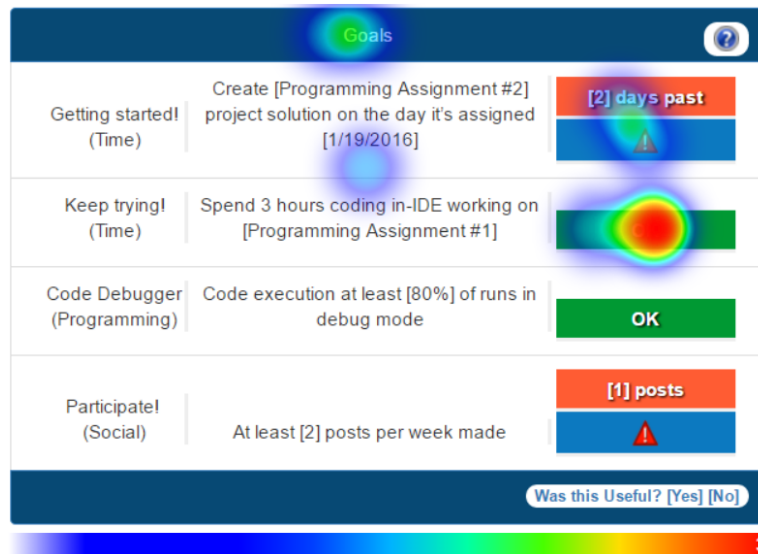 Goals
?
Getting started!
(Time)
Create [Programming Assignment #2]
project solution on the day it's assigned
[1/19/2016]
[2] days past
Keep trying!
(Time)
Spend 3 hours coding in-IDE working on
[Programming Assignment #1]
Code Debugger
(Programming)
Code execution at least [80%] of runs in
debug mode
OK
Participate!
(Social)
At least [2] posts per week made
[1] posts
Was this Useful? [Yes] [No]